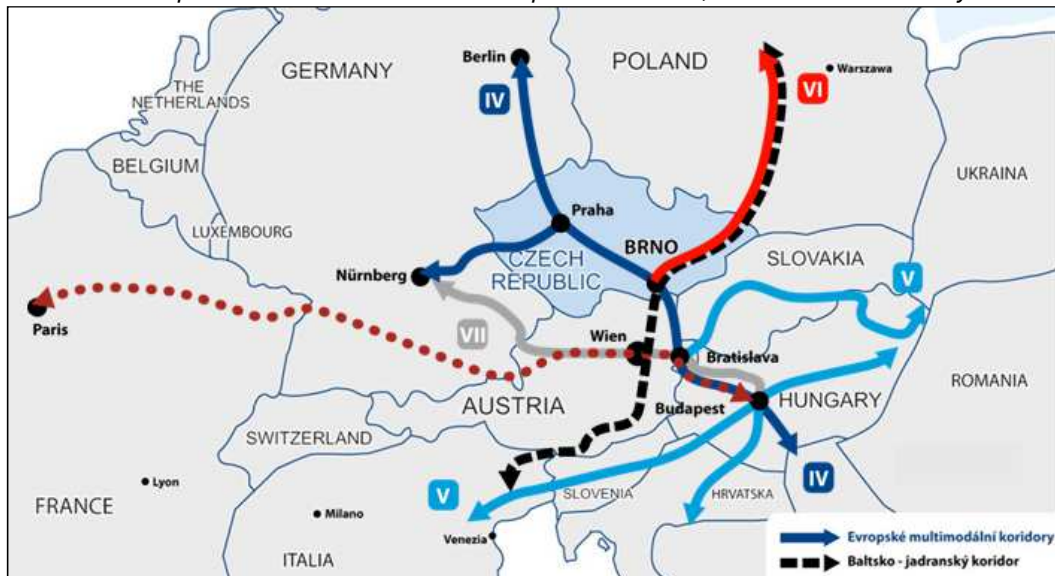 Berlin
GERMANY
POLAND
Warszawa
IV
VI
THE
NETHERLANDS
BELGIUM
UKRAINA
LUXEMBOURG
Praha
BRNO
CZECH
REPUBLIC
SLOVAKIA
V
Nürnberg
Paris
VII
Wien
Bratislava
ROMANIA
AUSTRIA
Budapest
HUNGARY
SWITZERLAND
Lyon
FRANCE
V
SLOVENIA
HRVATSKA
IV
Milano
Venezia
ITALIA
Evropské multimodální koridory
Baltsko - jadranský koridor